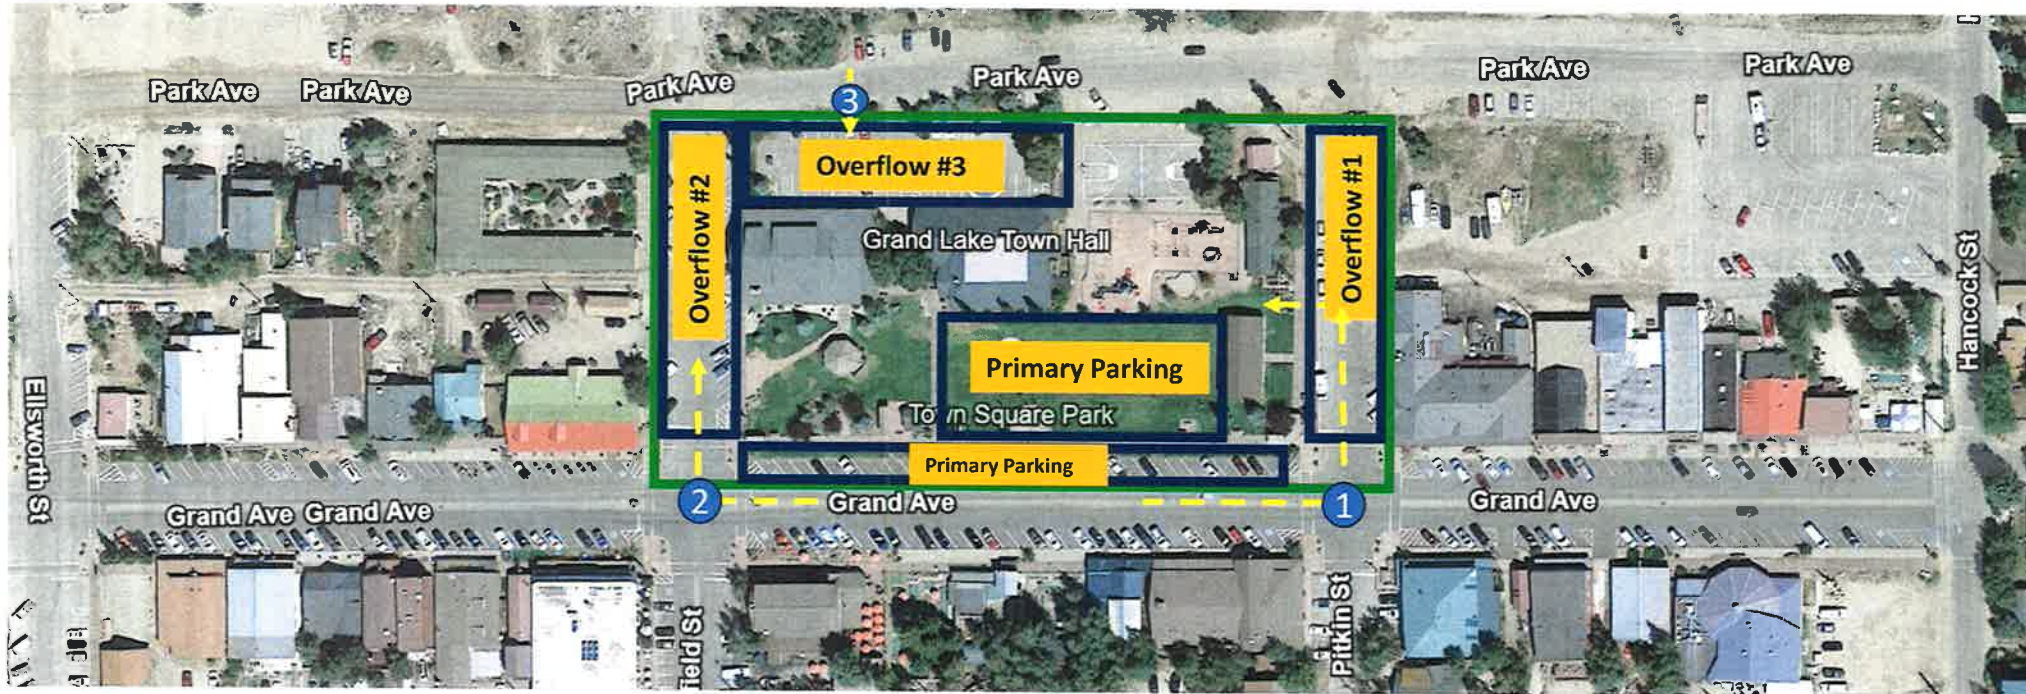 Park Ave
Park Ave
Park Ave
Park Ave
Park Ave
Park Ave
3
Overflow #2
Overflow #3
Overflow #1
Grand Lake Town Hall
Primary Parking
Town Square Park
Primary Parking
Ellsworth St
Hancock St
2
1
Grand Ave
Grand Ave
Grand Ave
Grand Ave
field St
Pitkin St